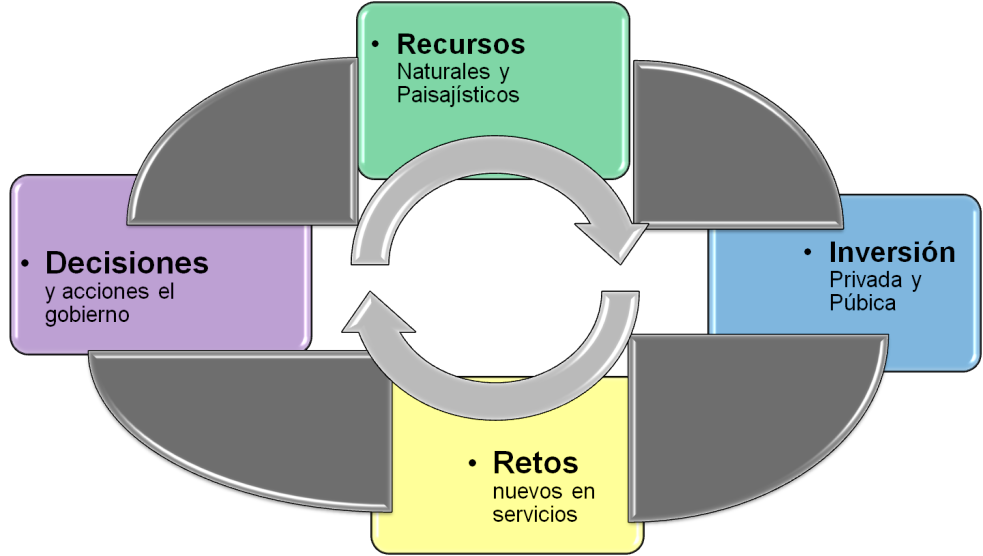 • Recursos
Naturales y
Paisajísticos
• Decisiones
y acciones el
gobierno
• Inversión
Privada y
Púbica
• Retos
nuevos en
servicios